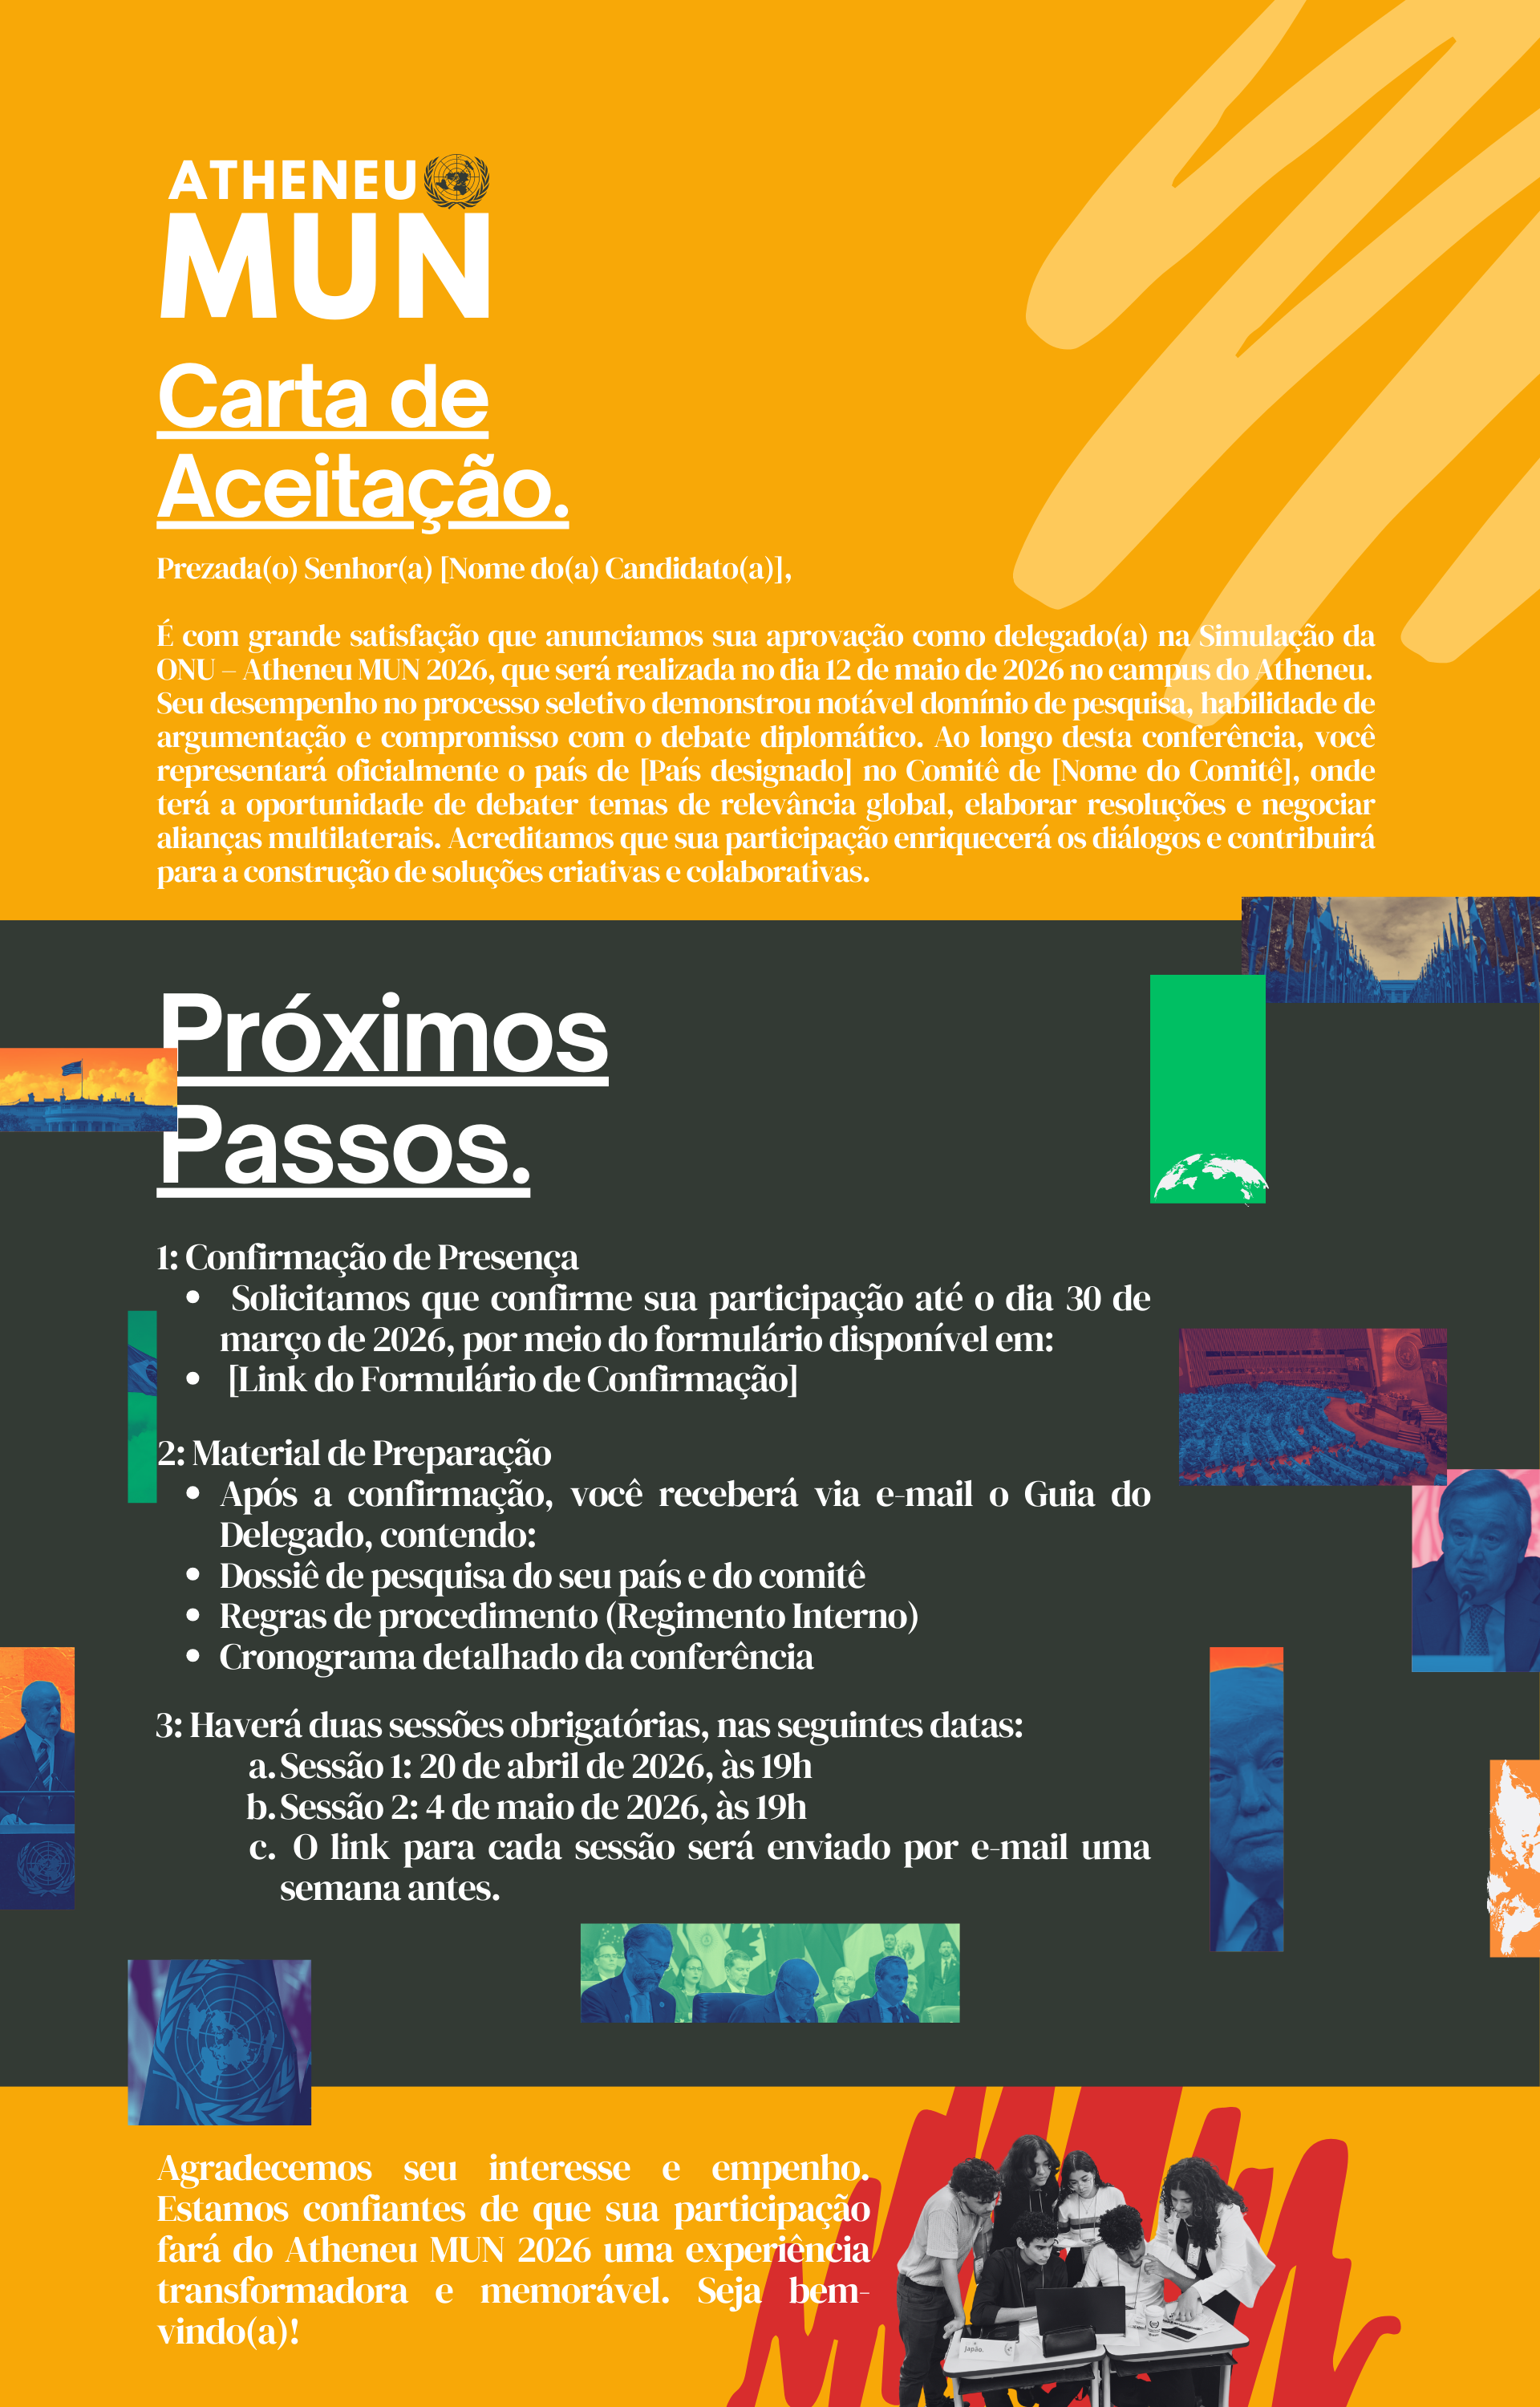 ATHENEU
MUN
Carta de
Aceitação.
Prezada(o) Senhor(a) [Nome do(a) Candidato(a)],
É com grande satisfação que anunciamos sua aprovação como delegado(a) na Simulação da
ONU – Atheneu MUN 2026, que será realizada no dia 12 de maio de 2026 no campus do Atheneu.
Seu desempenho no processo seletivo demonstrou notável domínio de pesquisa, habilidade de
argumentação e compromisso com o debate diplomático. Ao longo desta conferência, você
representará oficialmente o país de [País designado] no Comitê de [Nome do Comitê], onde
terá a oportunidade de debater temas de relevância global, elaborar resoluções e negociar
alianças multilaterais. Acreditamos que sua participação enriquecerá os diálogos e contribuirá
para a construção de soluções criativas e colaborativas.
Próximos
Passos.
1: Confirmação de Presença
• Solicitamos que confirme sua participação até o dia 30 de
março de 2026, por meio do formulário disponível em:
• [Link do Formulário de Confirmação]
2: Material de Preparação
• Após a confirmação, você receberá via e-mail o Guia do
Delegado, contendo:
• Dossiê de pesquisa do seu país e do comitê
• Regras de procedimento (Regimento Interno)
• Cronograma detalhado da conferência
3: Haverá duas sessões obrigatórias, nas seguintes datas:
a. Sessão 1: 20 de abril de 2026, às 19h
b. Sessão 2: 4 de maio de 2026, às 19h
c. O link para cada sessão será enviado por e-mail uma
semana antes.
Agradecemos seu interesse e empenho.
Estamos confiantes de que sua participação
fará do Atheneu MUN 2026 uma experiência
transformadora e memorável. Seja bem-
vindo(a)!
Japão.